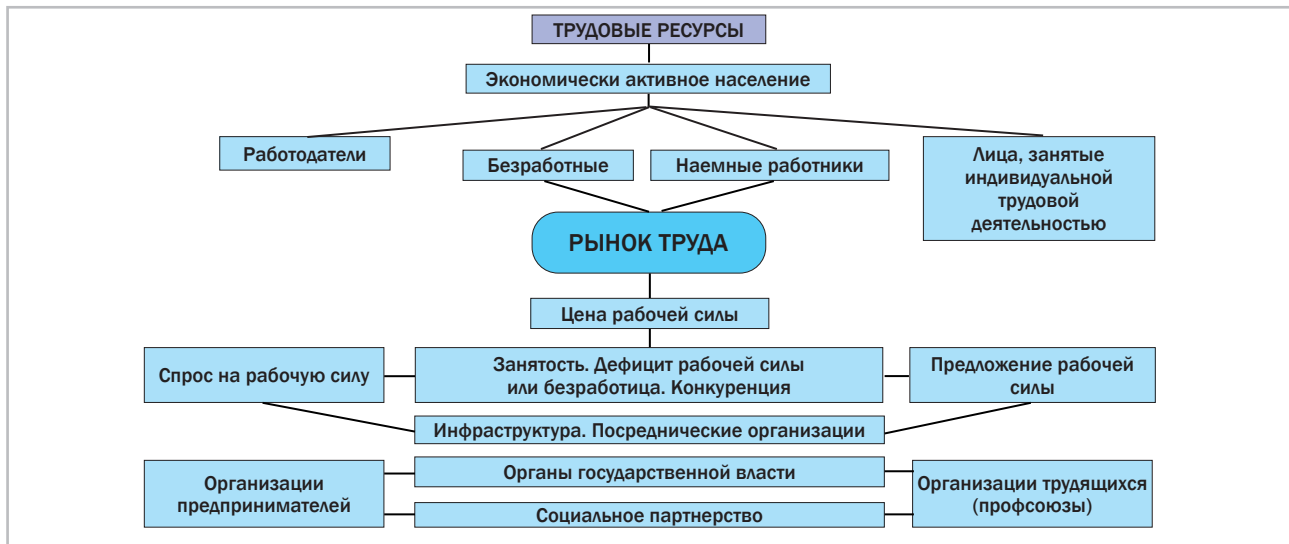 ТРУДОВЫЕ РЕСУРСЫ
Экономически активное население
Работодатели
Безработные
Наемные работники
Лица, занятые
индивидуальной
трудовой
деятельностью
РЫНОК ТРУДА
Цена рабочей силы
Спрос на рабочую силу
Занятость. Дефицит рабочей силы
или безработица. Конкуренция
Предложение рабочей
силы
Инфраструктура. Посреднические организации
Организации
предпринимателей
Органы государственной власти
Социальное партнерство
Организации трудящихся
(профсоюзы)